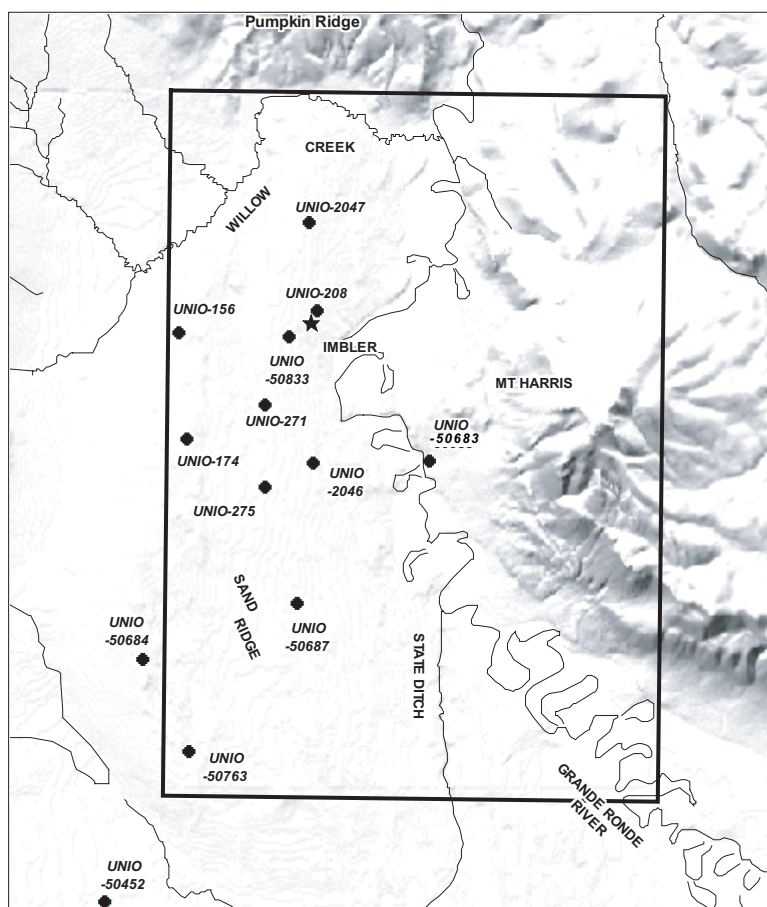 Pumpkin Ridge
CREEK
WILLOW
UNIO-2047
UNIO-208
UNIO-156
IMBLER
UNIO
-50833
MT HARRIS
UNIO-271
UNIO
-50683
UNIO-174
UNIO
-2046
UNIO-275
SAND
RIDGE
UNIO
-50684
UNIO
-50687
STATE DITCH
UNIO
-50763
GRANDE RONDE
RIVER
UNIO
-50452